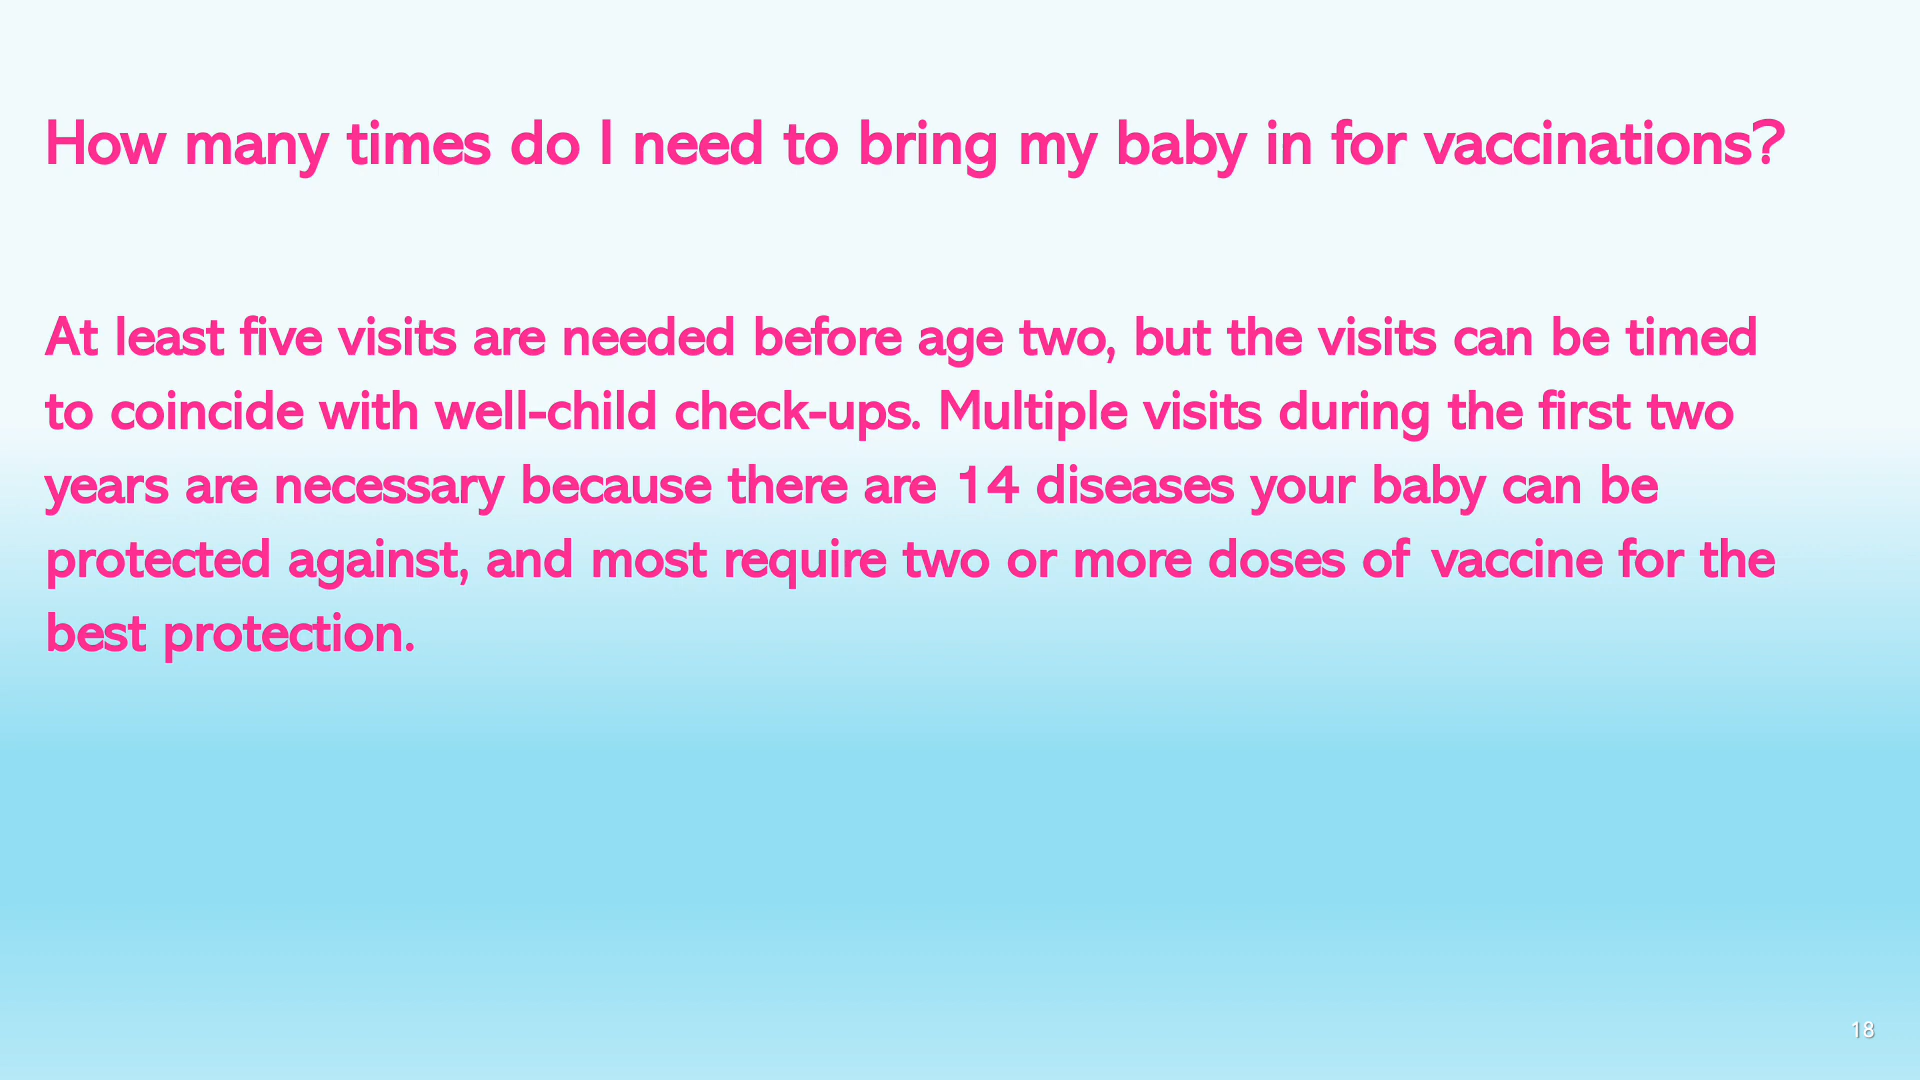 How many times do I need to bring my baby in for vaccinations?
At least five visits are needed before age two, but the visits can be timed
to coincide with well-child check-ups. Multiple visits during the first two
years are necessary because there are 14 diseases your baby can be
protected against, and most require two or more doses of vaccine for the
best protection.
18